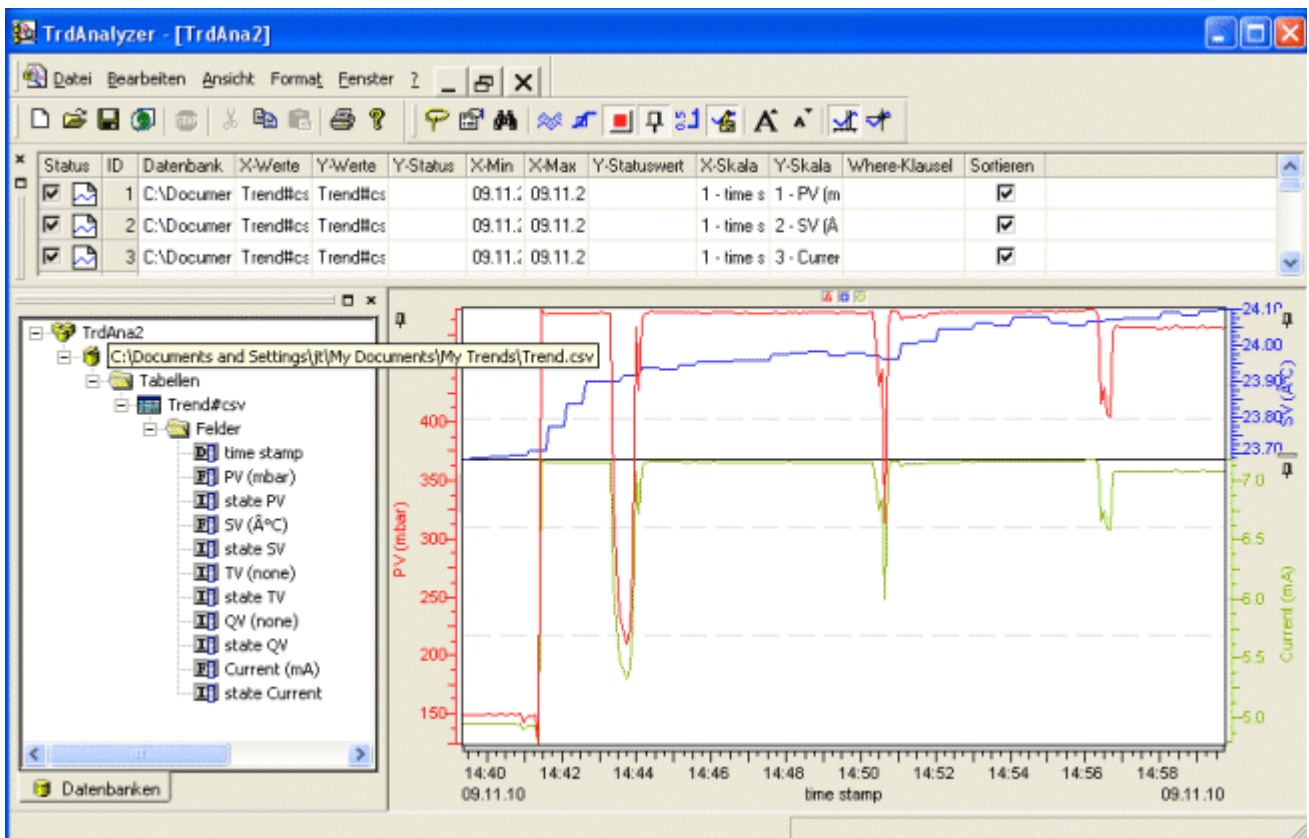 TrdAnalyzer - [TrdAna2]
Datei Bearbeiten Ansicht Format Fenster ?
Status ID Datenbank X-Werte Y-Werte Y-Status X-Min X-Max Y-Statuswert X-Skala Y-Skala Where-Klausel Sortieren
1 C:\Documer Trend#cs Trend#cs 09.11.2 09.11.2 1 - time s 1 - PV (m
2 C:\Documer Trend#cs Trend#cs 09.11.2 09.11.2 1 - time s 2 - SV (Â
3 C:\Documer Trend#cs Trend#cs 09.11.2 09.11.2 1 - time s 3 - Currer
TrdAna2
C:\Documents and Settings\jt\My Documents\My Trends\Trend.csv
Tabellen
Trend#csv
Felder
time stamp
PV (mbar)
state PV
SV (Â°C)
state SV
TV (none)
state TV
QV (none)
state QV
Current (mA)
state Current
Datenbanken
400
350
300
250
200
150
PV (mbar)
24.10
24.00
23.90
23.80
23.70
SV (Â°C)
7.0
6.5
6.0
5.5
5.0
Current (mA)
14:40 14:42 14:44 14:46 14:48 14:50 14:52 14:54 14:56 14:58
09.11.10 time stamp 09.11.10